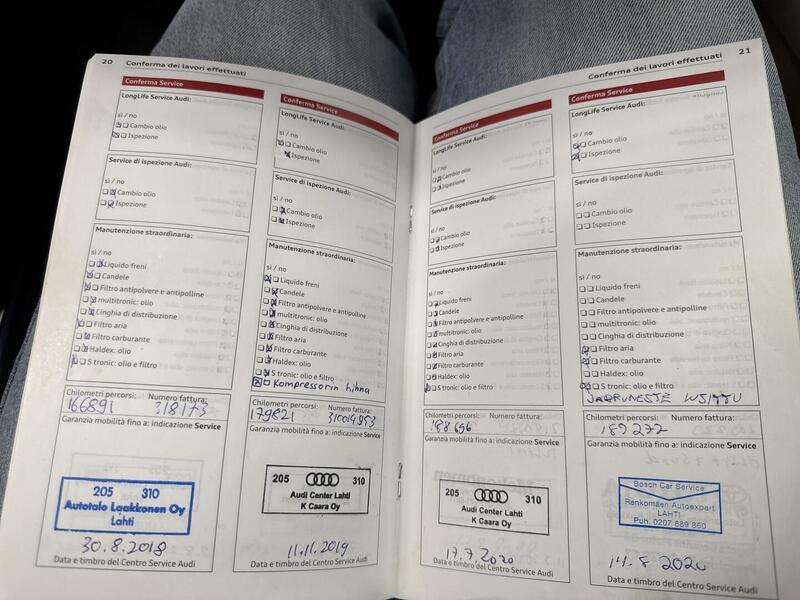 20 Conferma dei lavori effettuati
Conferma Service
LongLife Service Audi:
sì / no
Cambio olio
Ispezione
Service di ispezione Audi:
sì / no
Cambio olio
Ispezione
Manutenzione straordinaria:
sì / no
Liquido freni
Candele
Filtro antipolvere e antipolline
multitronic: olio
Cinghia di distribuzione
Filtro aria
Filtro carburante
Haldex: olio
S tronic: olio e filtro
Chilometri percorsi: Numero fattura:
166891 318173
Garanzia mobilità fino a: indicazione Service
205 310
Autotalo Laakkonen Oy
Lahti
30.8.2018
Data e timbro del Centro Service Audi
Conferma Service
LongLife Service Audi:
sì / no
Cambio olio
Ispezione
Service di ispezione Audi:
sì / no
Cambio olio
Ispezione
Manutenzione straordinaria:
sì / no
Liquido freni
Candele
Filtro antipolvere e antipolline
multitronic: olio
Cinghia di distribuzione
Filtro aria
Filtro carburante
Haldex: olio
S tronic: olio e filtro
Kompressorin hihna
Chilometri percorsi: Numero fattura:
179821 310019953
Garanzia mobilità fino a: indicazione Service
205 310
Audi Center Lahti
K Caara Oy
11.11.2019
Data e timbro del Centro Service Audi
Conferma dei lavori effettuati 21
Conferma Service
LongLife Service Audi:
sì / no
Cambio olio
Ispezione
Service di ispezione Audi:
sì / no
Cambio olio
Ispezione
Manutenzione straordinaria:
sì / no
Liquido freni
Candele
Filtro antipolvere e antipolline
multitronic: olio
Cinghia di distribuzione
Filtro aria
Filtro carburante
Haldex: olio
S tronic: olio e filtro
Chilometri percorsi: Numero fattura:
188656
Garanzia mobilità fino a: indicazione Service
205 310
Audi Center Lahti
K Caara Oy
17.7.2020
Data e timbro del Centro Service Audi
Conferma Service
LongLife Service Audi:
sì / no
Cambio olio
Ispezione
Service di ispezione Audi:
sì / no
Cambio olio
Ispezione
Manutenzione straordinaria:
sì / no
Liquido freni
Candele
Filtro antipolvere e antipolline
multitronic: olio
Cinghia di distribuzione
Filtro aria
Filtro carburante
Haldex: olio
S tronic: olio e filtro
JARRUNESTE
Chilometri percorsi: Numero fattura:
189272
Garanzia mobilità fino a: indicazione Service
Bosch Car Service
Renkomäen Autoexpert
LAHTI
Puh. 0207 889 860
14.8 2020
Data e timbro del Centro Service Audi